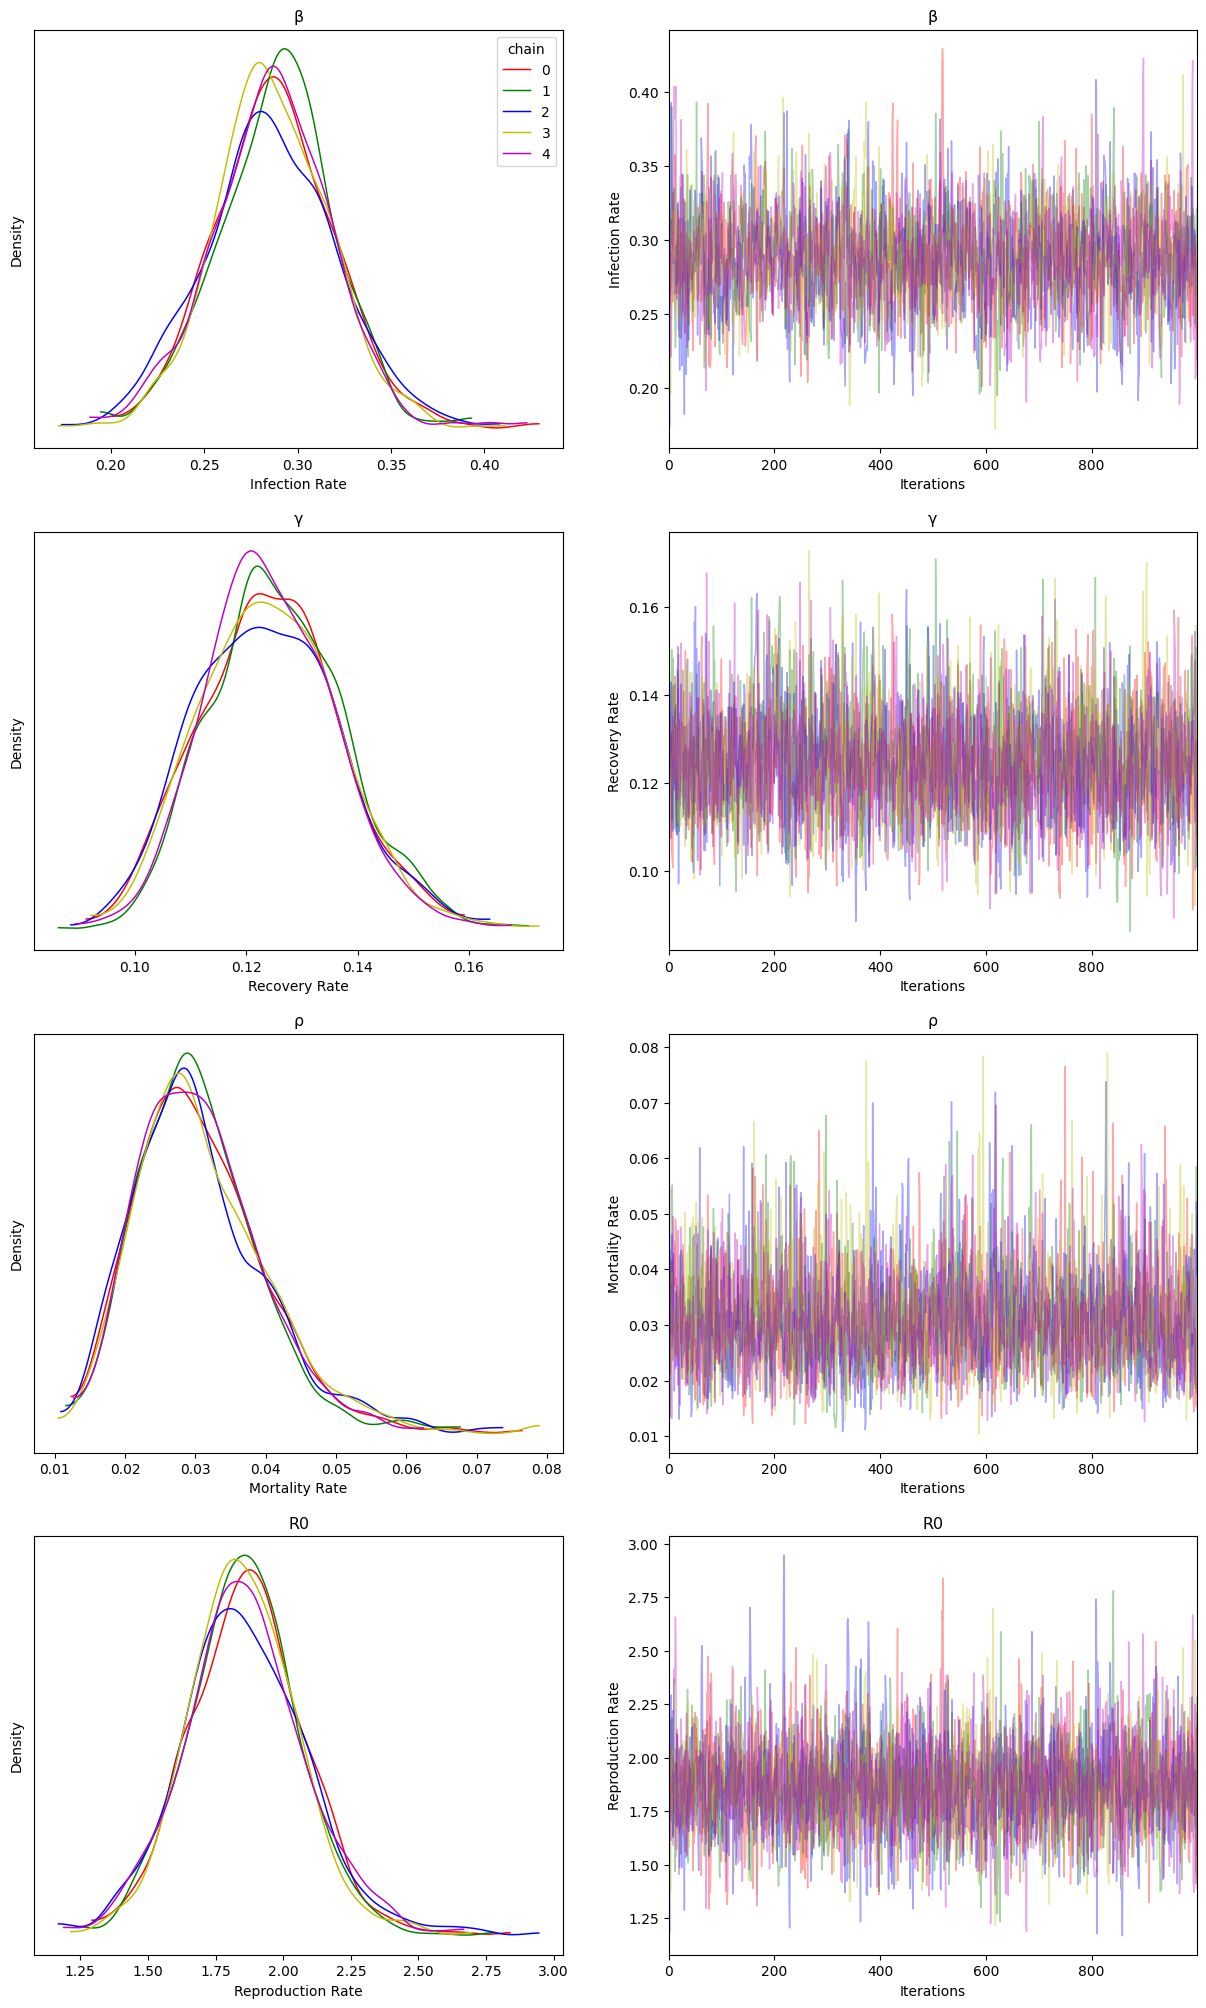 β
chain
0
1
2
3
4
Density
0.20 0.25 0.30 0.35 0.40
Infection Rate
β
0.40
0.35
0.30
0.25
0.20
Infection Rate
0 200 400 600 800
Iterations
γ
Density
0.10 0.12 0.14 0.16
Recovery Rate
γ
0.16
0.14
0.12
0.10
Recovery Rate
0 200 400 600 800
Iterations
ρ
Density
0.01 0.02 0.03 0.04 0.05 0.06 0.07 0.08
Mortality Rate
ρ
0.08
0.07
0.06
0.05
0.04
0.03
0.02
0.01
Mortality Rate
0 200 400 600 800
Iterations
R0
Density
1.25 1.50 1.75 2.00 2.25 2.50 2.75 3.00
Reproduction Rate
R0
3.00
2.75
2.50
2.25
2.00
1.75
1.50
1.25
Reproduction Rate
0 200 400 600 800
Iterations